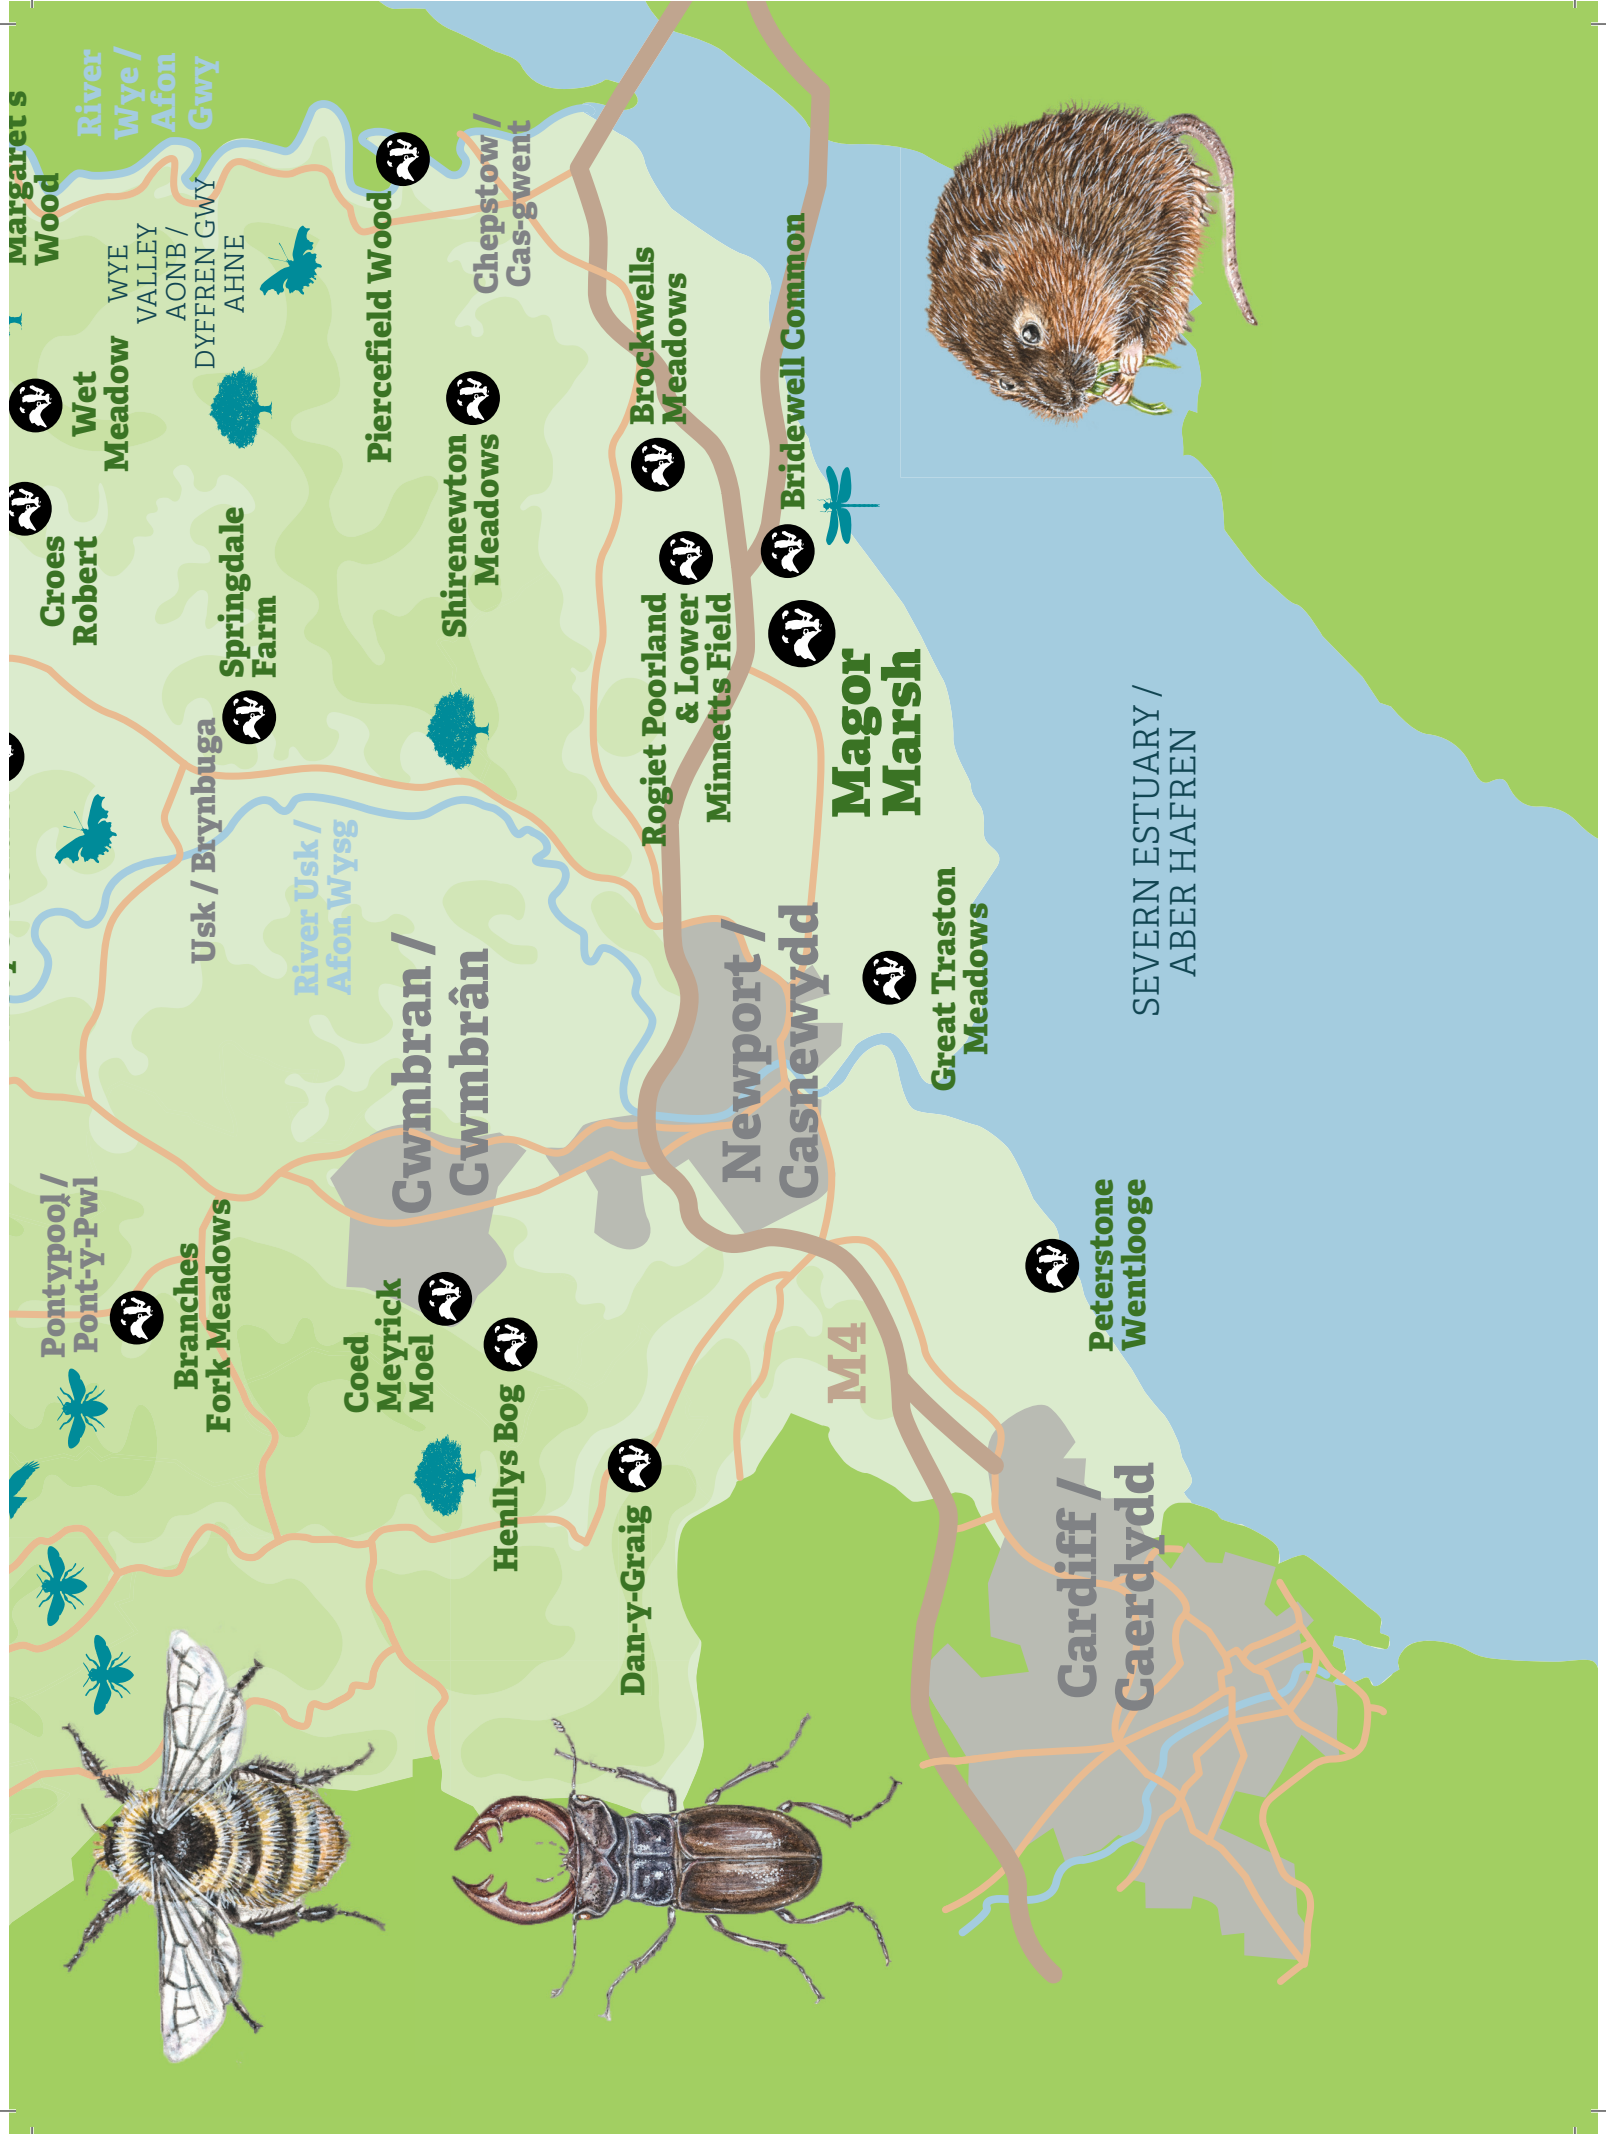 Margaret's
Wood
River
Wye /
Afon
Gwy
WYE
VALLEY
AONB /
DYFFREN GWY
AHNE
Wet
Meadow
Croes
Robert
Piercefield Wood
Chepstow /
Cas-gwent
Springdale
Farm
Shirenewton
Meadows
Brockwells
Meadows
Bridewell Common
Usk / Brynbuga
River Usk /
Afon Wysg
Rogiet Poorland
& Lower
Minnetts Field
Magor
Marsh
Cwmbran /
Cwmbrân
Newport /
Casnewydd
Great Traston
Meadows
SEVERN ESTUARY /
ABER HAFREN
Pontypool /
Pont-y-Pwl
Branches
Fork Meadows
Coed
Meyrick
Moel
Henllys Bog
Dan-y-Graig
M4
Peterstone
Wentlooge
Cardiff /
Caerdydd